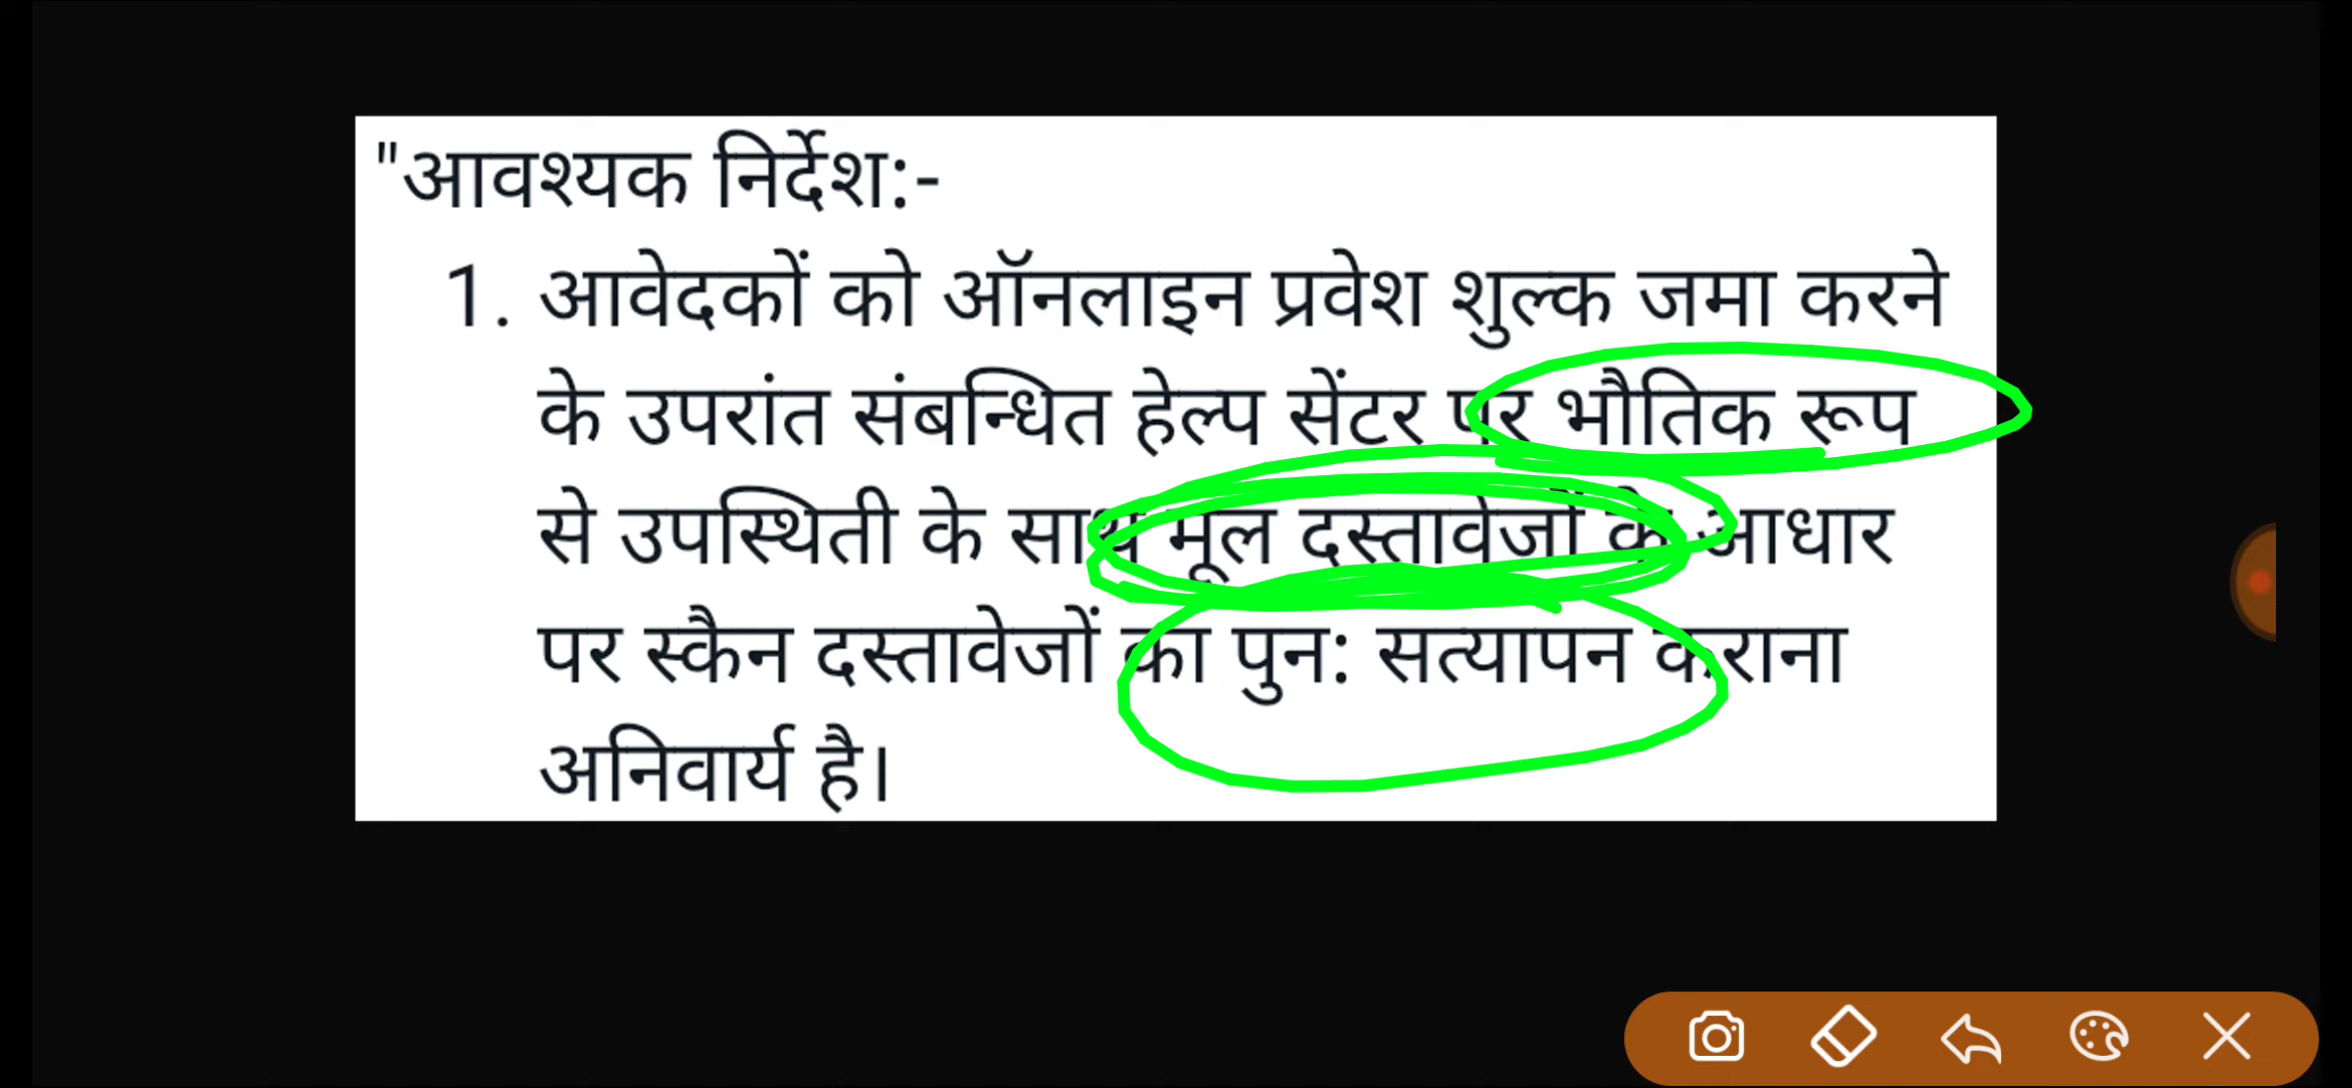 "आवश्यक निर्देश:-
1. आवेदकों को ऑनलाइन प्रवेश शुल्क जमा करने
के उपरांत संबन्धित हेल्प सेंटर पर भौतिक रूप
से उपस्थिती के साथ मूल दस्तावेजों के आधार
पर स्कैन दस्तावेजों का पुन: सत्यापन कराना
अनिवार्य है।